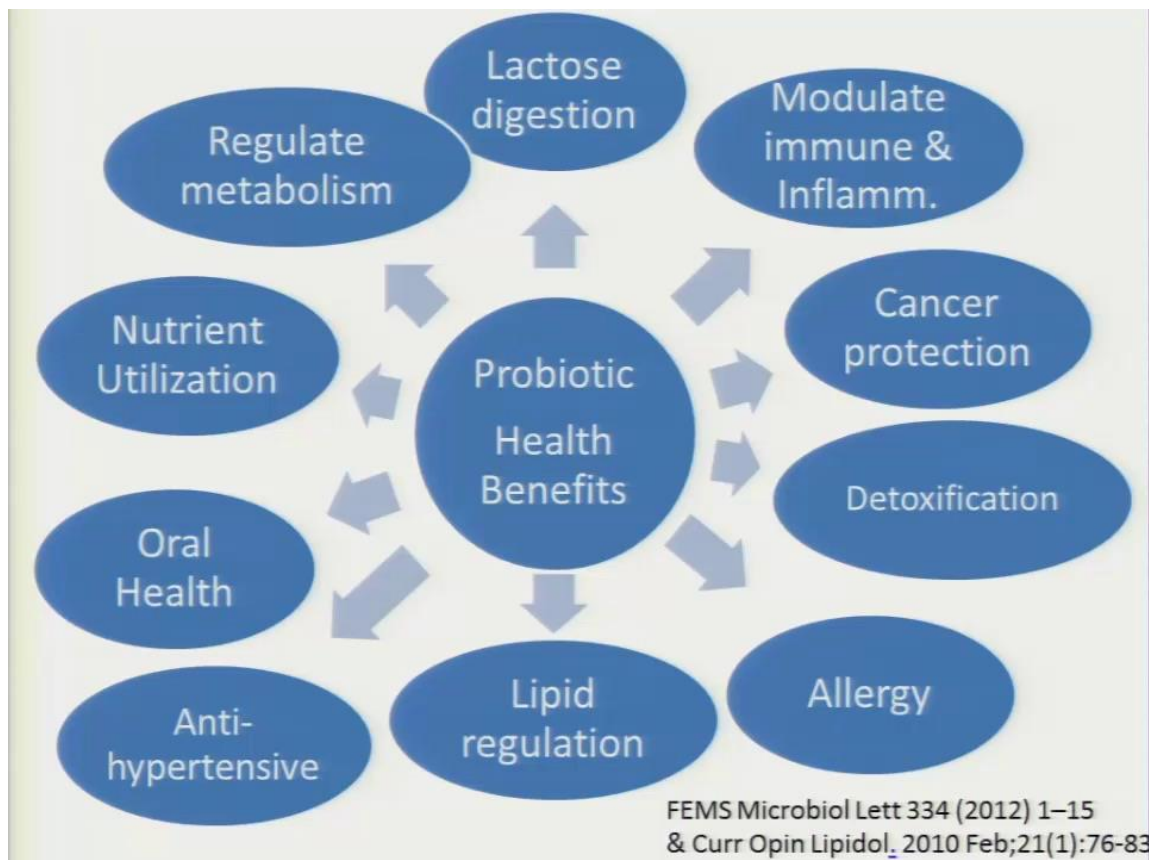 Lactose
digestion
Modulate
immune &
Inflamm.
Cancer
protection
Detoxification
Allergy
Lipid
regulation
Anti-
hypertensive
Oral
Health
Nutrient
Utilization
Regulate
metabolism
Probiotic
Health
Benefits
FEMS Microbiol Lett 334 (2012) 1–15
& Curr Opin Lipidol. 2010 Feb;21(1):76-83